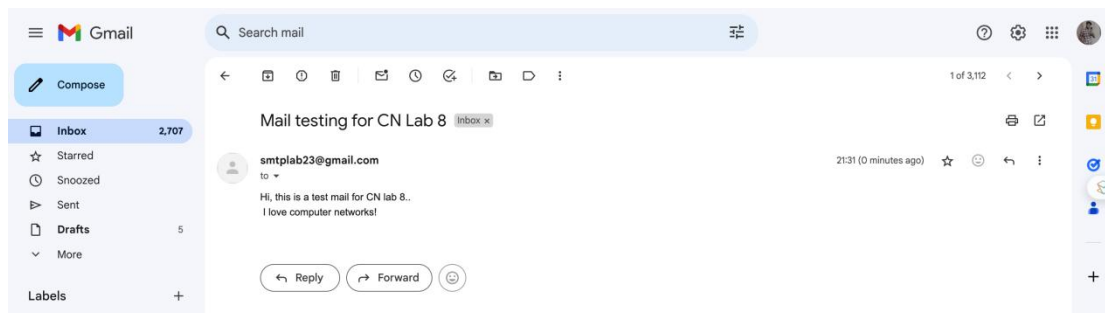 Gmail
Search mail
Compose
1 of 3,112
Inbox 2,707
Starred
Snoozed
Sent
Drafts 5
More
Labels
Mail testing for CN Lab 8 Inbox x
smtplab23@gmail.com 21:31 (0 minutes ago)
to
Hi, this is a test mail for CN lab 8..
I love computer networks!
Reply Forward
31